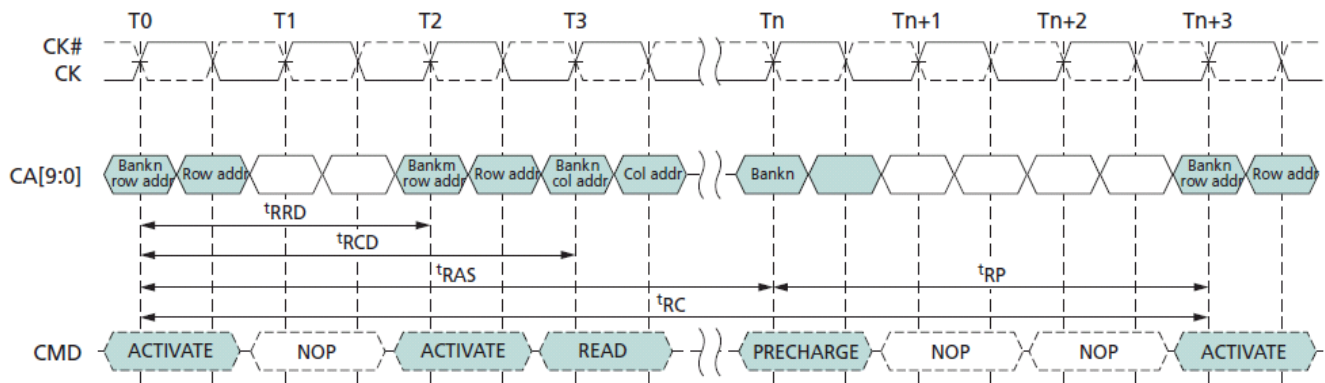 T0 T1 T2 T3 Tn Tn+1 Tn+2 Tn+3
CK#
CK
CA[9:0]
Bankn row addr
Row addr
Bankm row addr
Row addr
Bankn col addr
Col addr
Bankn
Bankn row addr
Row addr
tRRD
tRCD
tRAS
tRP
tRC
CMD ACTIVATE NOP ACTIVATE READ PRECHARGE NOP NOP ACTIVATE